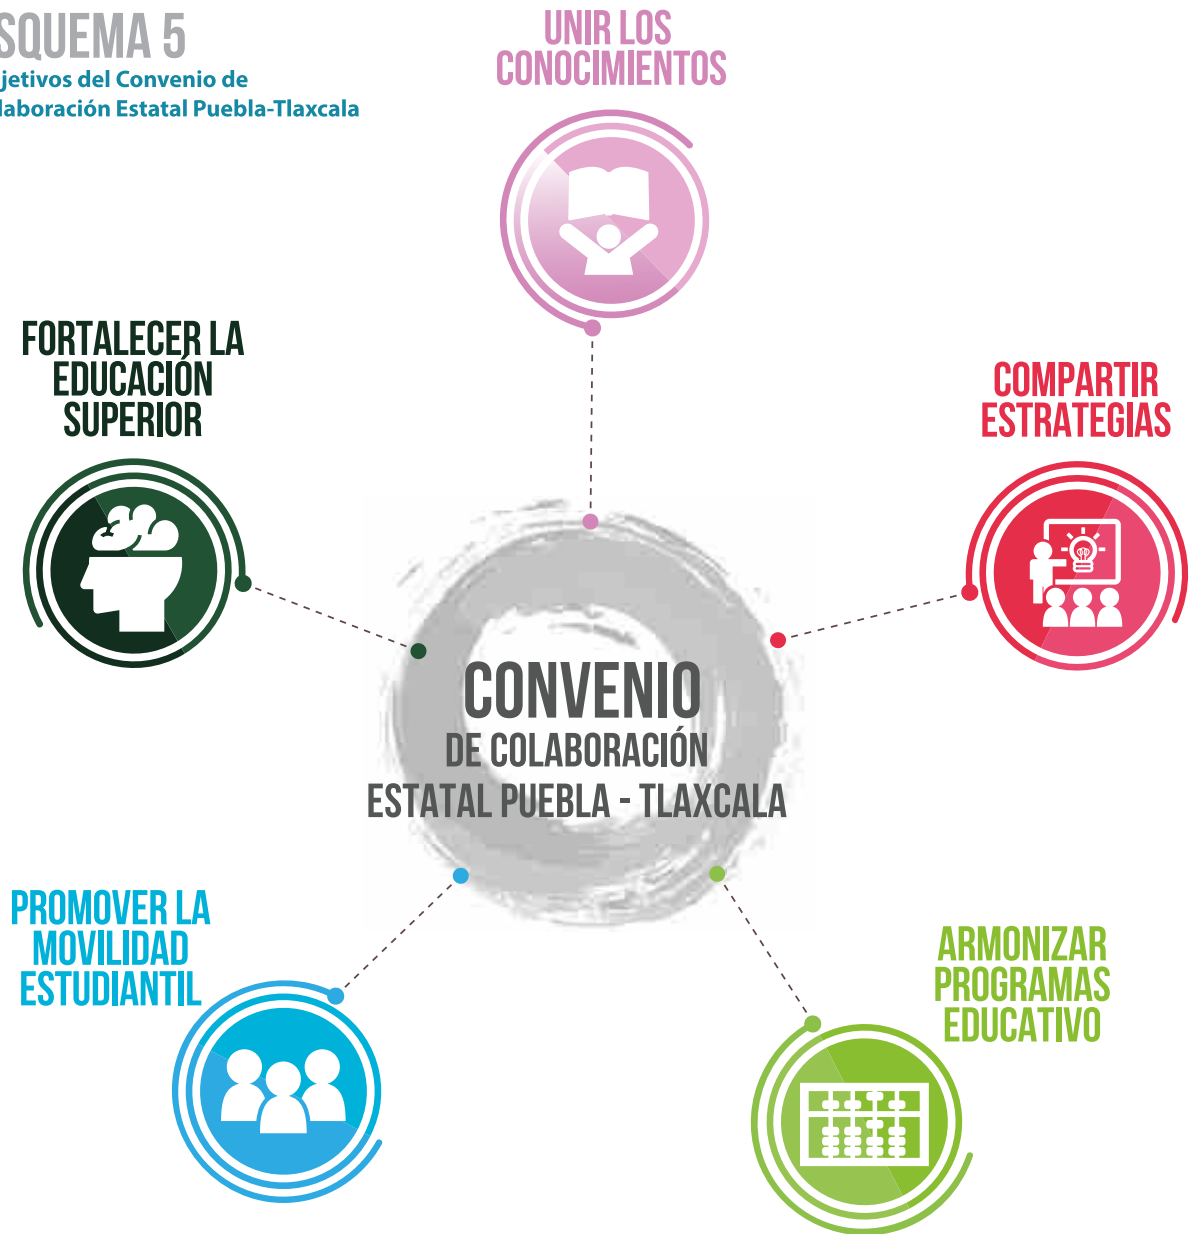 SQUEMA 5
jetivos del Convenio de
laboración Estatal Puebla-Tlaxcala
UNIR LOS
CONOCIMIENTOS
FORTALECER LA
EDUCACIÓN
SUPERIOR
COMPARTIR
ESTRATEGIAS
CONVENIO
DE COLABORACIÓN
ESTATAL PUEBLA - TLAXCALA
PROMOVER LA
MOVILIDAD
ESTUDIANTIL
ARMONIZAR
PROGRAMAS
EDUCATIVO